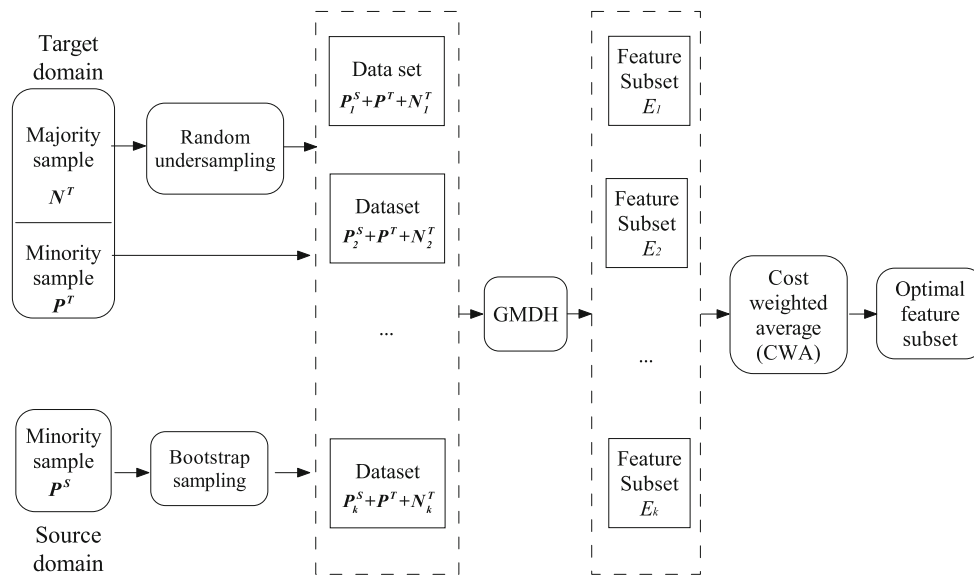 Target
domain
Majority
sample
N^T
Minority
sample
P^T
Random
undersampling
Minority
sample
P^S
Source
domain
Bootstrap
sampling
Data set
P_1^S+P^T+N_1^T
Dataset
P_2^S+P^T+N_2^T
...
Dataset
P_k^S+P^T+N_k^T
GMDH
Feature
Subset
E_1
Feature
Subset
E_2
...
Feature
Subset
E_k
Cost
weighted
average
(CWA)
Optimal
feature
subset